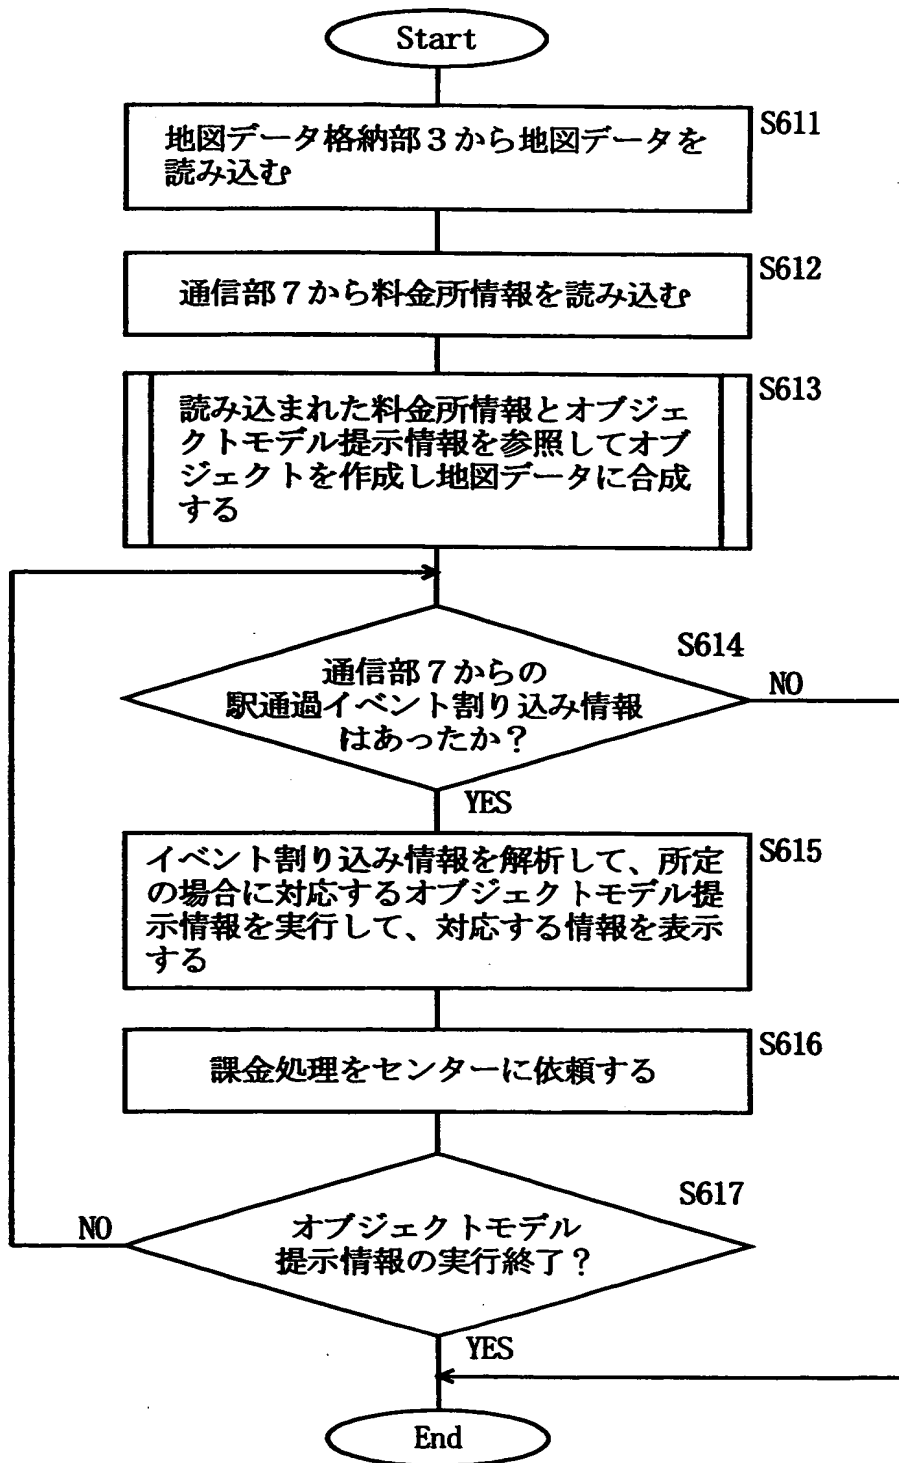 Start
S611
地図データ格納部３から地図データを
読み込む
S612
通信部７から料金所情報を読み込む
S613
読み込まれた料金所情報とオブジェ
クトモデル提示情報を参照してオブ
ジェクトを作成し地図データに合成
する
S614
通信部７からの
駅通過イベント割り込み情報
はあったか？
NO
YES
S615
イベント割り込み情報を解析して、所定
の場合に対応するオブジェクトモデル提
示情報を実行して、対応する情報を表示
する
S616
課金処理をセンターに依頼する
S617
NO
オブジェクトモデル
提示情報の実行終了？
YES
End